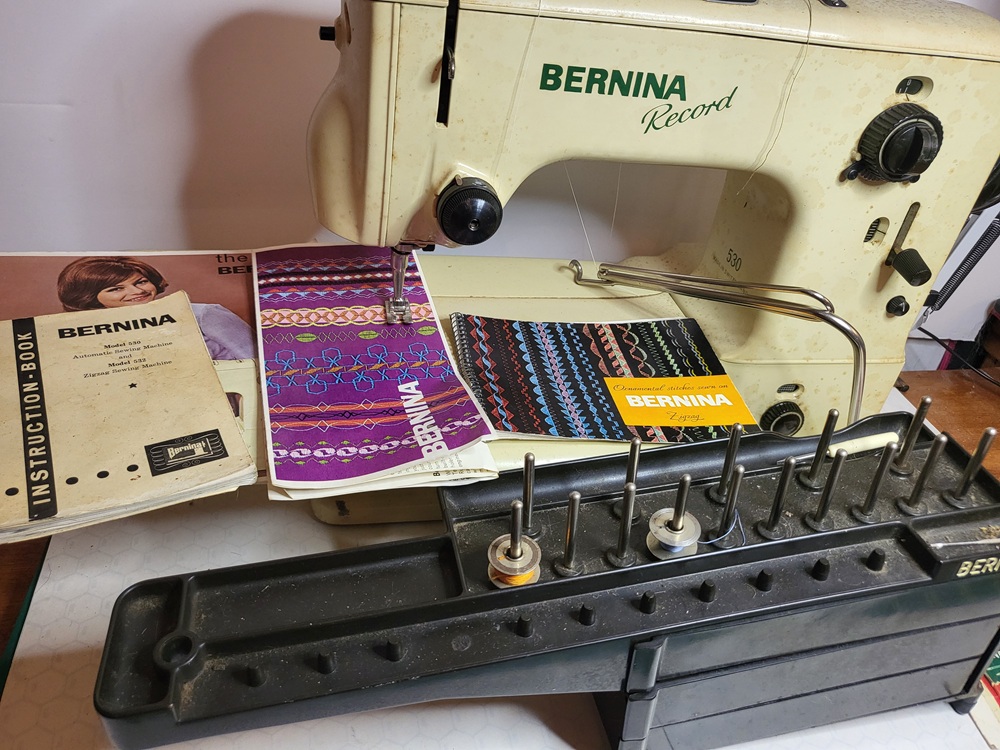 BERNINA
Record
530
the
BE
INSTRUCTION-BOOK
BERNINA
Model 530
Automatic Sewing Machine
and
Model 532
Zigzag Sewing Machine
Bernina
BERNINA
Ornamental stitches sewn on
BERNINA
Zigzag
BER